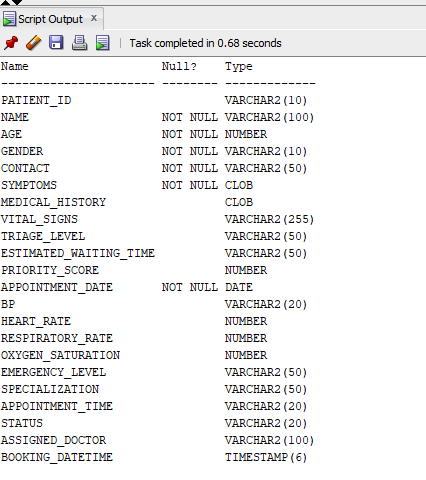 Script Output x
Task completed in 0.68 seconds
Name                  Null?    Type
--------------------- -------- -------------
PATIENT_ID                     VARCHAR2(10)
NAME                  NOT NULL VARCHAR2(100)
AGE                   NOT NULL NUMBER
GENDER                NOT NULL VARCHAR2(10)
CONTACT               NOT NULL VARCHAR2(50)
SYMPTOMS              NOT NULL CLOB
MEDICAL_HISTORY                CLOB
VITAL_SIGNS                    VARCHAR2(255)
TRIAGE_LEVEL                   VARCHAR2(50)
ESTIMATED_WAITING_TIME         VARCHAR2(50)
PRIORITY_SCORE                 NUMBER
APPOINTMENT_DATE      NOT NULL DATE
BP                             VARCHAR2(20)
HEART_RATE                     NUMBER
RESPIRATORY_RATE               NUMBER
OXYGEN_SATURATION              NUMBER
EMERGENCY_LEVEL                VARCHAR2(50)
SPECIALIZATION                 VARCHAR2(50)
APPOINTMENT_TIME               VARCHAR2(20)
STATUS                         VARCHAR2(20)
ASSIGNED_DOCTOR                VARCHAR2(100)
BOOKING_DATETIME               TIMESTAMP(6)